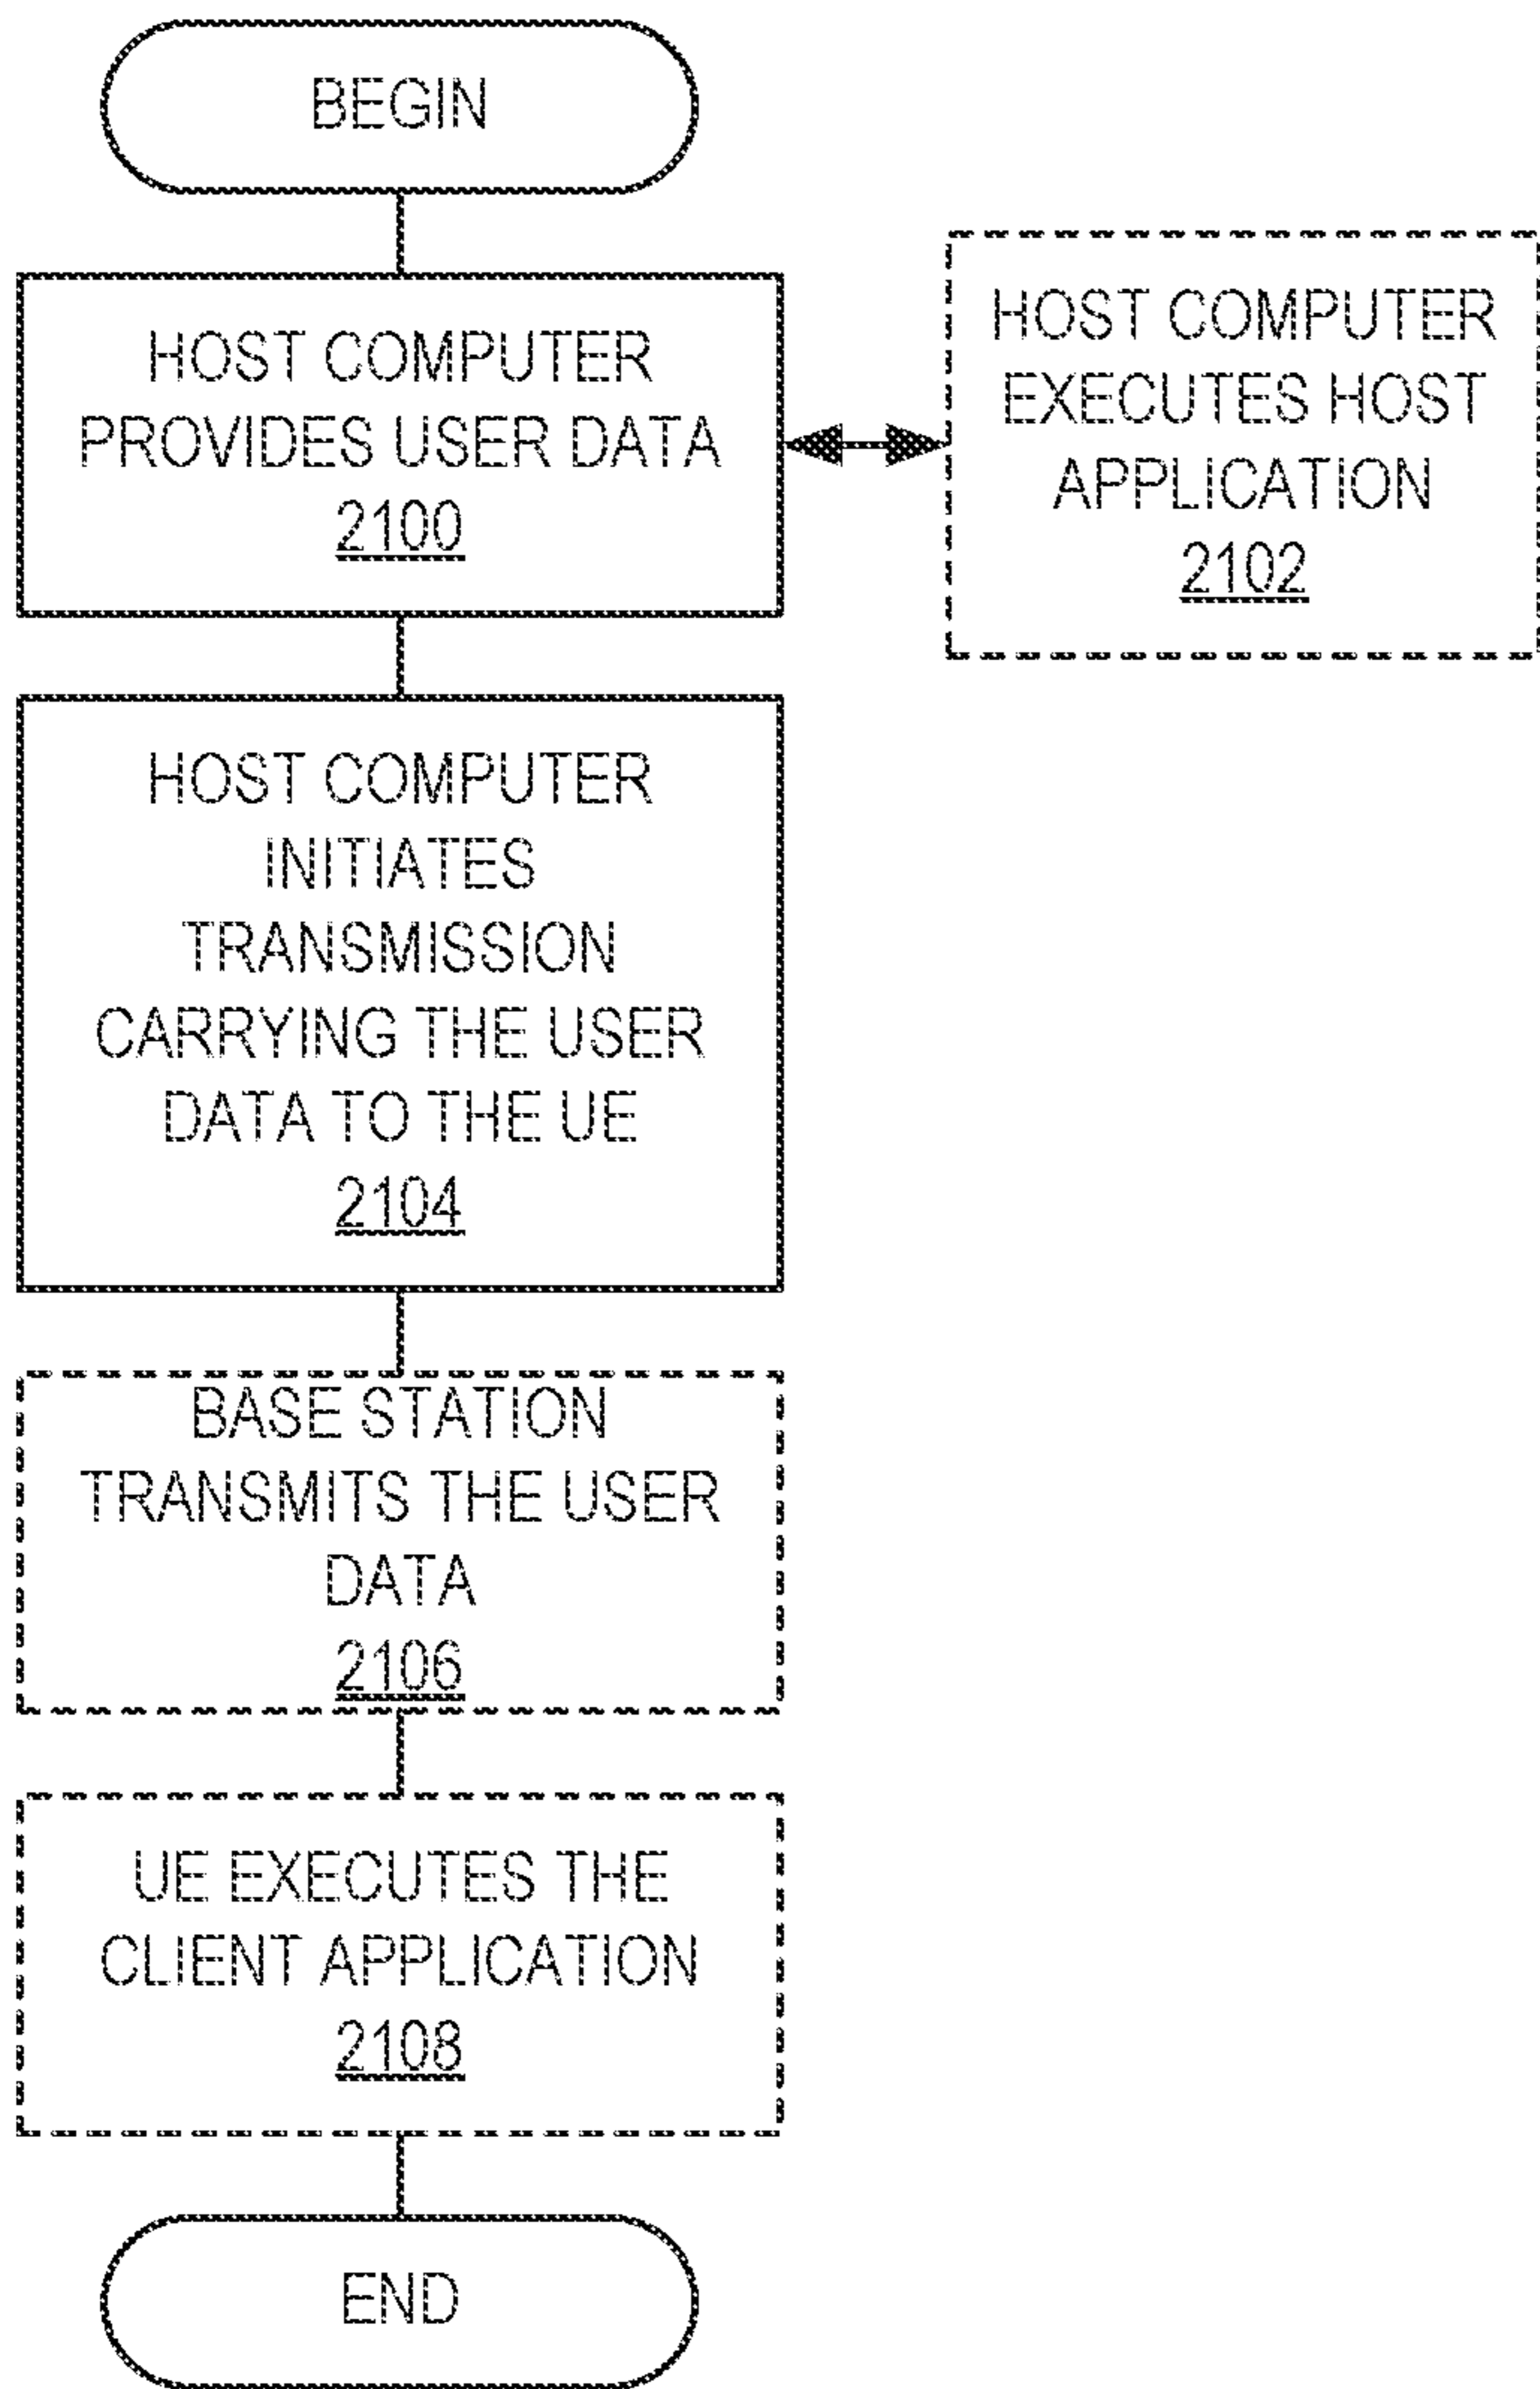 BEGIN
HOST COMPUTER
PROVIDES USER DATA
2100
HOST COMPUTER
EXECUTES HOST
APPLICATION
2102
HOST COMPUTER
INITIATES
TRANSMISSION
CARRYING THE USER
DATA TO THE UE
2104
BASE STATION
TRANSMITS THE USER
DATA
2106
UE EXECUTES THE
CLIENT APPLICATION
2108
END